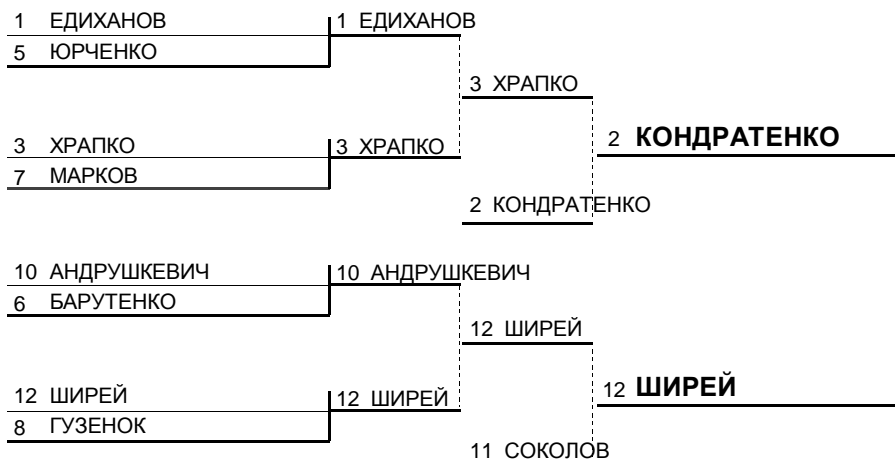 1 ЕДИХАНОВ 1 ЕДИХАНОВ
5 ЮРЧЕНКО
3 ХРАПКО
2 КОНДРАТЕНКО
3 ХРАПКО 3 ХРАПКО
7 МАРКОВ
2 КОНДРАТЕНКО
10 АНДРУШКЕВИЧ 10 АНДРУШКЕВИЧ
6 БАРУТЕНКО
12 ШИРЕЙ
12 ШИРЕЙ
12 ШИРЕЙ 12 ШИРЕЙ
8 ГУЗЕНОК
11 СОКОЛОВ